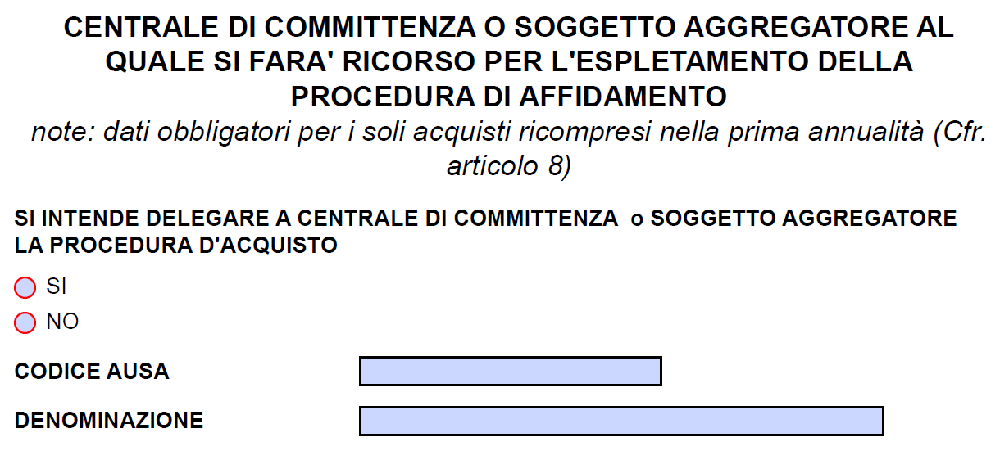 CENTRALE DI COMMITTENZA O SOGGETTO AGGREGATORE AL
QUALE SI FARA' RICORSO PER L'ESPLETAMENTO DELLA
PROCEDURA DI AFFIDAMENTO
note: dati obbligatori per i soli acquisti ricompresi nella prima annualità (Cfr.
articolo 8)
SI INTENDE DELEGARE A CENTRALE DI COMMITTENZA o SOGGETTO AGGREGATORE
LA PROCEDURA D'ACQUISTO
SI
NO
CODICE AUSA
DENOMINAZIONE